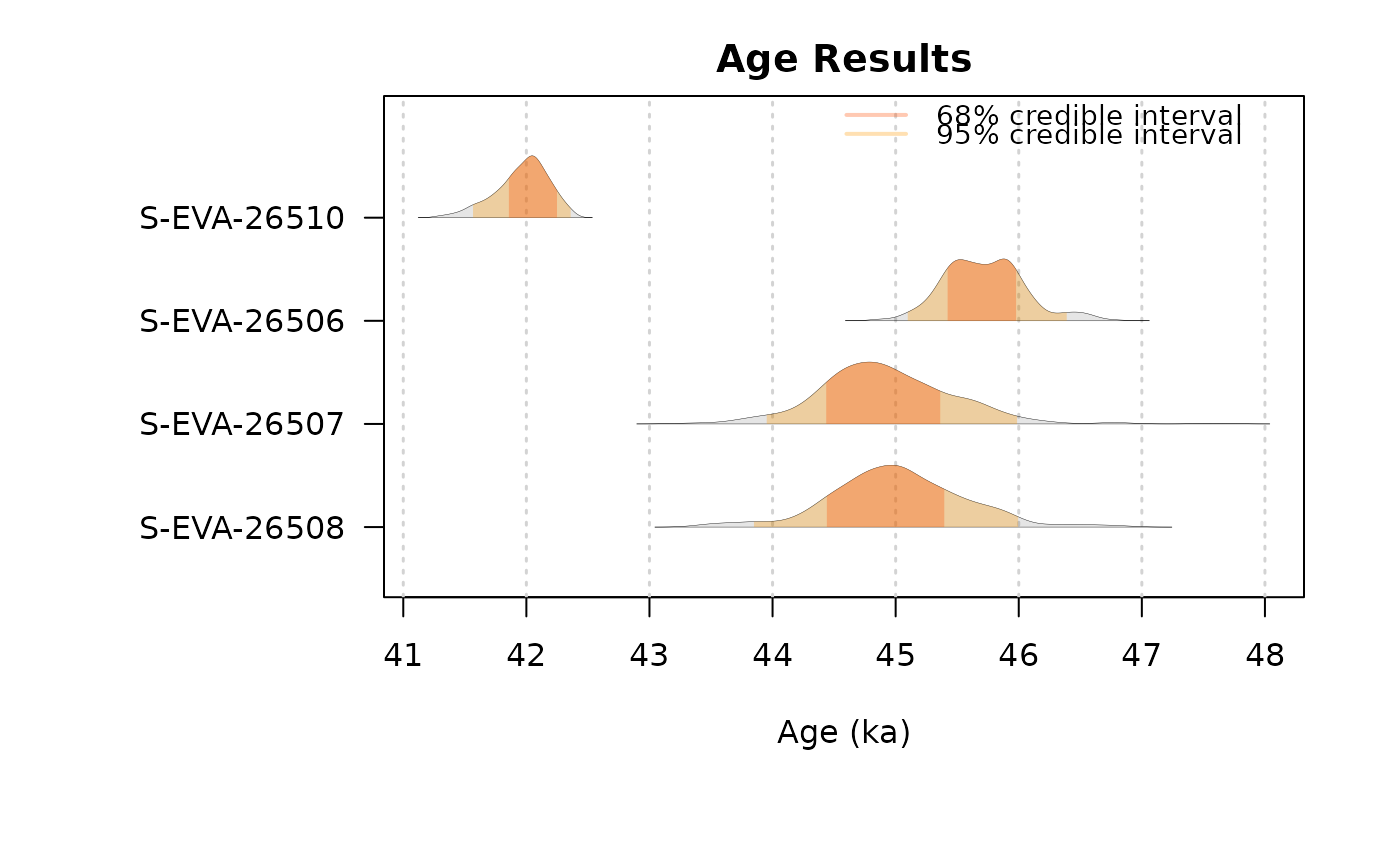 Age Results
68% credible interval
95% credible interval
S-EVA-26510
S-EVA-26506
S-EVA-26507
S-EVA-26508
41 42 43 44 45 46 47 48
Age (ka)